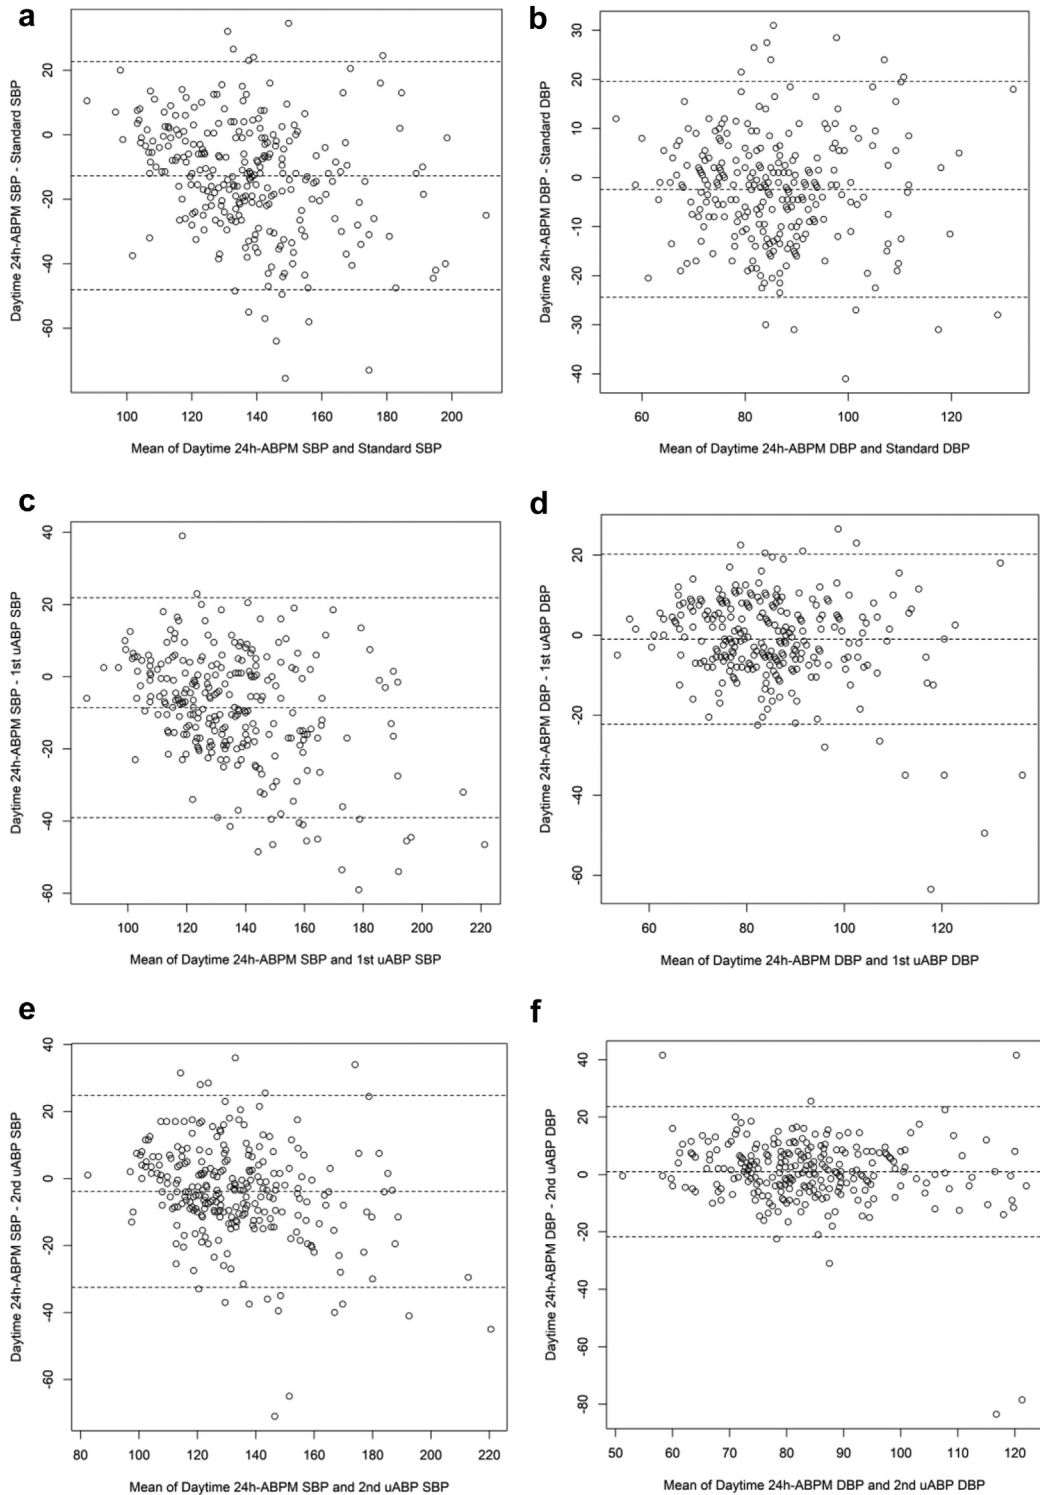 a
Daytime 24h-ABPM SBP - Standard SBP
20
0
-20
-40
-60
100 120 140 160 180 200
Mean of Daytime 24h-ABPM SBP and Standard SBP
b
Daytime 24h-ABPM DBP - Standard DBP
30
20
10
0
-10
-20
-30
-40
60 80 100 120
Mean of Daytime 24h-ABPM DBP and Standard DBP
c
Daytime 24h-ABPM SBP - 1st uABP SBP
40
20
0
20
-40
-60
100 120 140 160 180 200 220
Mean of Daytime 24h-ABPM SBP and 1st uABP SBP
d
Daytime 24h-ABPM DBP - 1st uABP DBP
20
0
20
-40
-60
60 80 100 120
Mean of Daytime 24h-ABPM DBP and 1st uABP DBP
e
Daytime 24h-ABPM SBP - 2nd uABP SBP
40
20
0
20
-40
-60
80 100 120 140 160 180 200 220
Mean of Daytime 24h-ABPM SBP and 2nd uABP SBP
f
Daytime 24h-ABPM DBP - 2nd uABP DBP
40
20
0
20
-40
-60
-80
50 60 70 80 90 100 110 120
Mean of Daytime 24h-ABPM DBP and 2nd uABP DBP